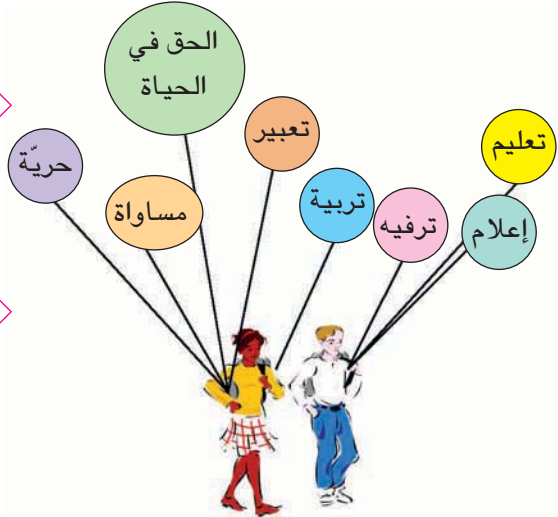 الحق في
الحياة
تعبير
تعليم
حريّة
تربية
مساواة
ترفيه
إعلام